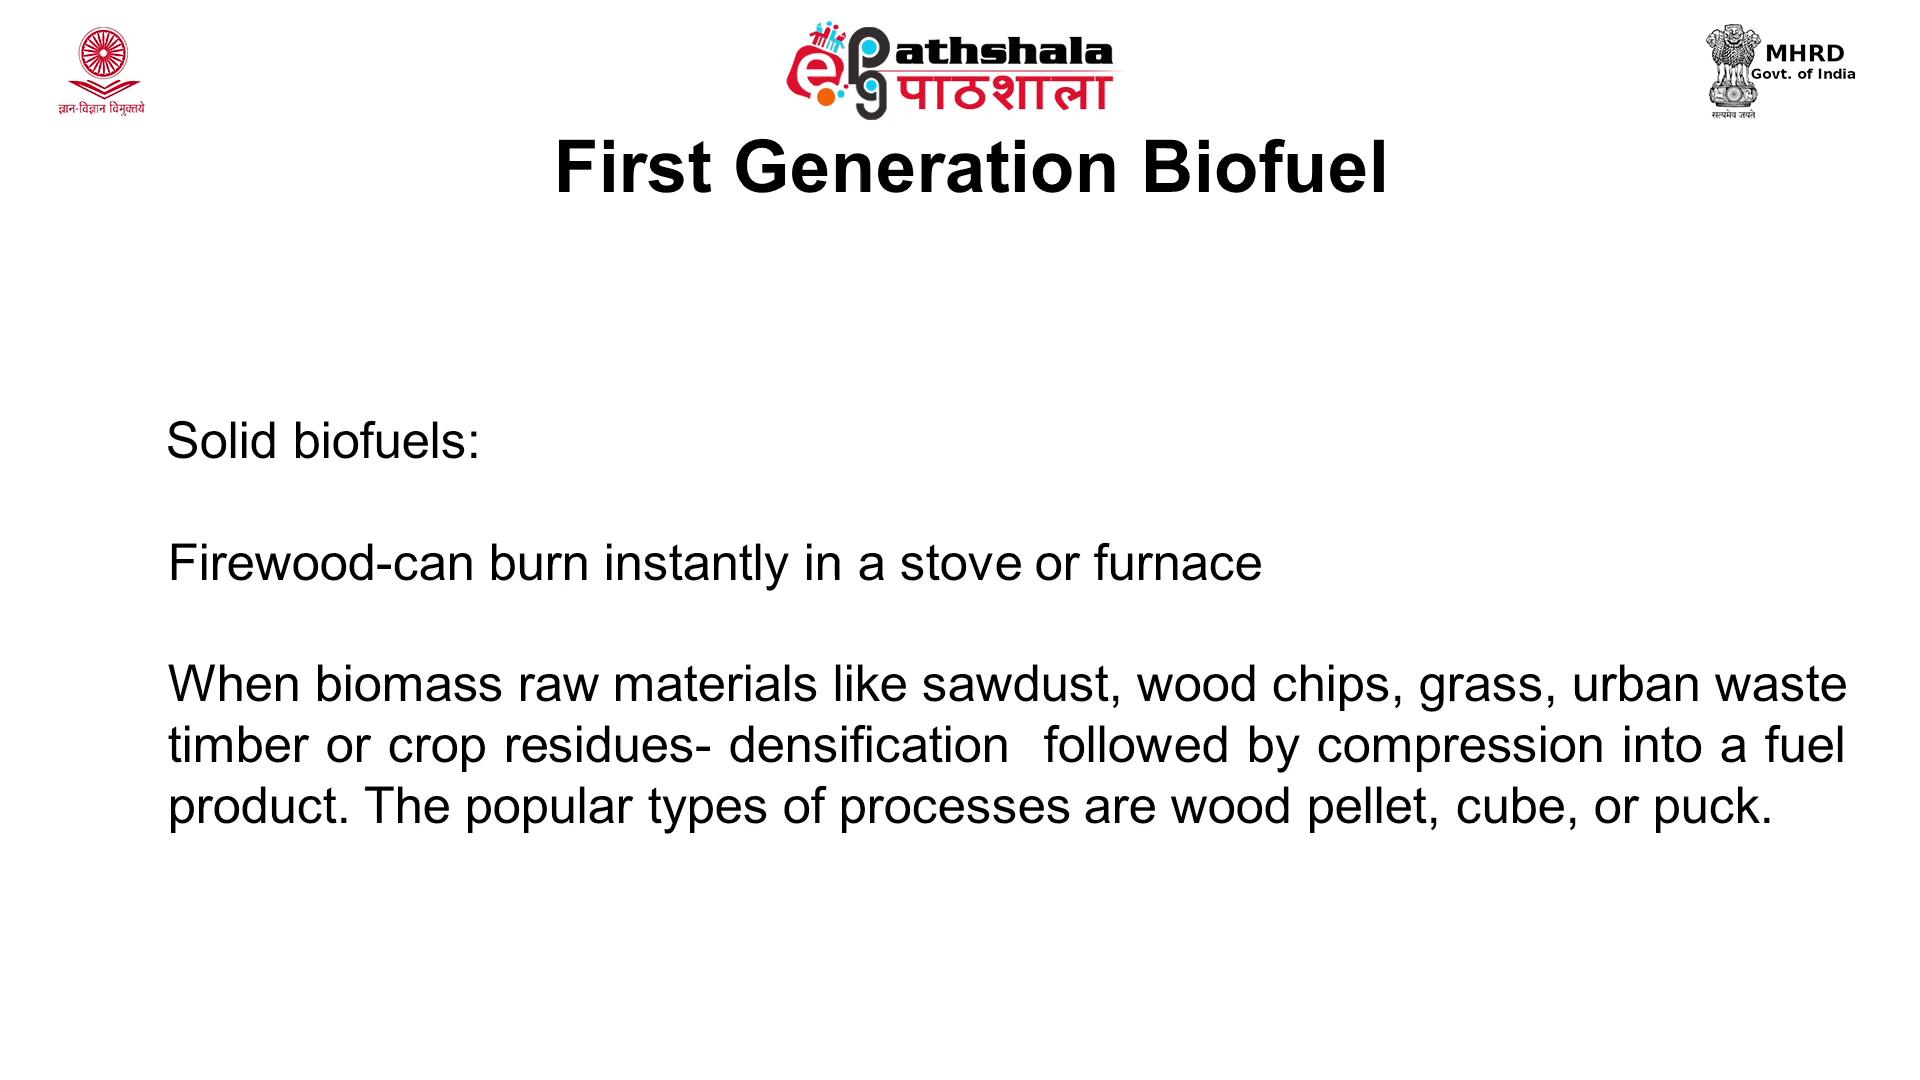 ज्ञान-विज्ञान विमुक्तये
ePathshala
पाठशाला
MHRD
Govt. of India
सत्यमेव जयते
First Generation Biofuel
Solid biofuels:
Firewood-can burn instantly in a stove or furnace
When biomass raw materials like sawdust, wood chips, grass, urban waste
timber or crop residues- densification  followed by compression into a fuel
product. The popular types of processes are wood pellet, cube, or puck.